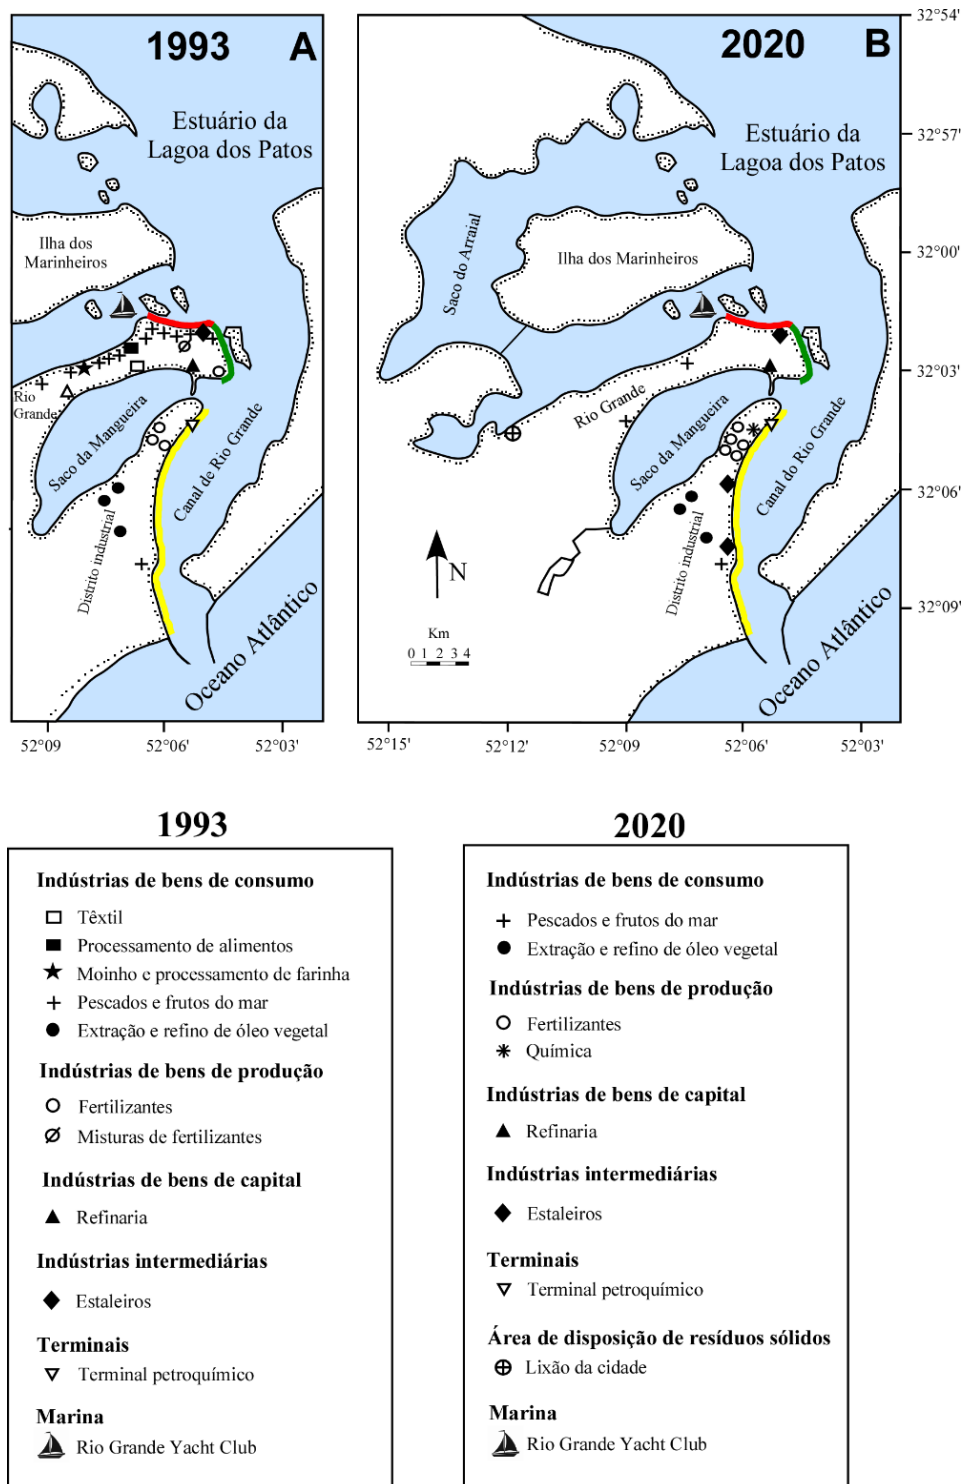 1993
A
Estuário da
Lagoa dos Patos
Ilha dos
Marinheiros
Rio
Grande
Saco da Mangueira
Canal de Rio Grande
Distrito industrial
Oceano Atlântico
52°09
52°06
52°03'
2020
B
Estuário da
Lagoa dos Patos
Saco do Arraial
Ilha dos Marinheiros
Rio Grande
Saco da Mangueira
Canal do Rio Grande
Distrito industrial
N
Km
0 1 2 3 4
Oceano Atlântico
32°54'
32°57'
32°00'
32°03'
32°06'
32°09'
52°15'
52°12'
52°09
52°06'
52°03'
1993
Indústrias de bens de consumo
Têxtil
Processamento de alimentos
Moinho e processamento de farinha
Pescados e frutos do mar
Extração e refino de óleo vegetal
Indústrias de bens de produção
Fertilizantes
Misturas de fertilizantes
Indústrias de bens de capital
Refinaria
Indústrias intermediárias
Estaleiros
Terminais
Terminal petroquímico
Marina
Rio Grande Yacht Club
2020
Indústrias de bens de consumo
Pescados e frutos do mar
Extração e refino de óleo vegetal
Indústrias de bens de produção
Fertilizantes
Química
Indústrias de bens de capital
Refinaria
Indústrias intermediárias
Estaleiros
Terminais
Terminal petroquímico
Área de disposição de resíduos sólidos
Lixão da cidade
Marina
Rio Grande Yacht Club